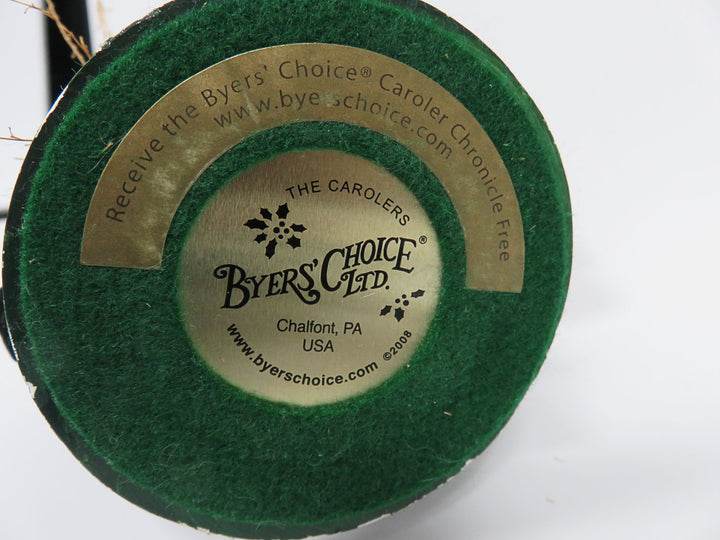 Receive the Byers' Choice® Caroler Chronicle Free
www.byerschoice.com
THE CAROLERS
BYERS' CHOICE®
LTD.
Chalfont, PA
USA
www.byerschoice.com ©2008